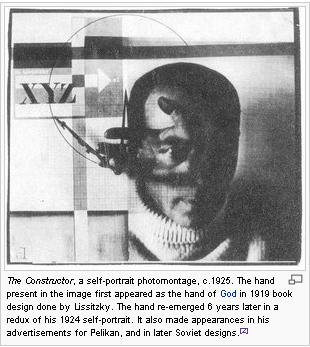 XYZ
The Constructor, a self-portrait photomontage, c.1925. The hand
present in the image first appeared as the hand of God in 1919 book
design done by Lissitzky. The hand re-emerged 6 years later in a
redux of his 1924 self-portrait. It also made appearances in his
advertisements for Pelikan, and in later Soviet designs.[2]